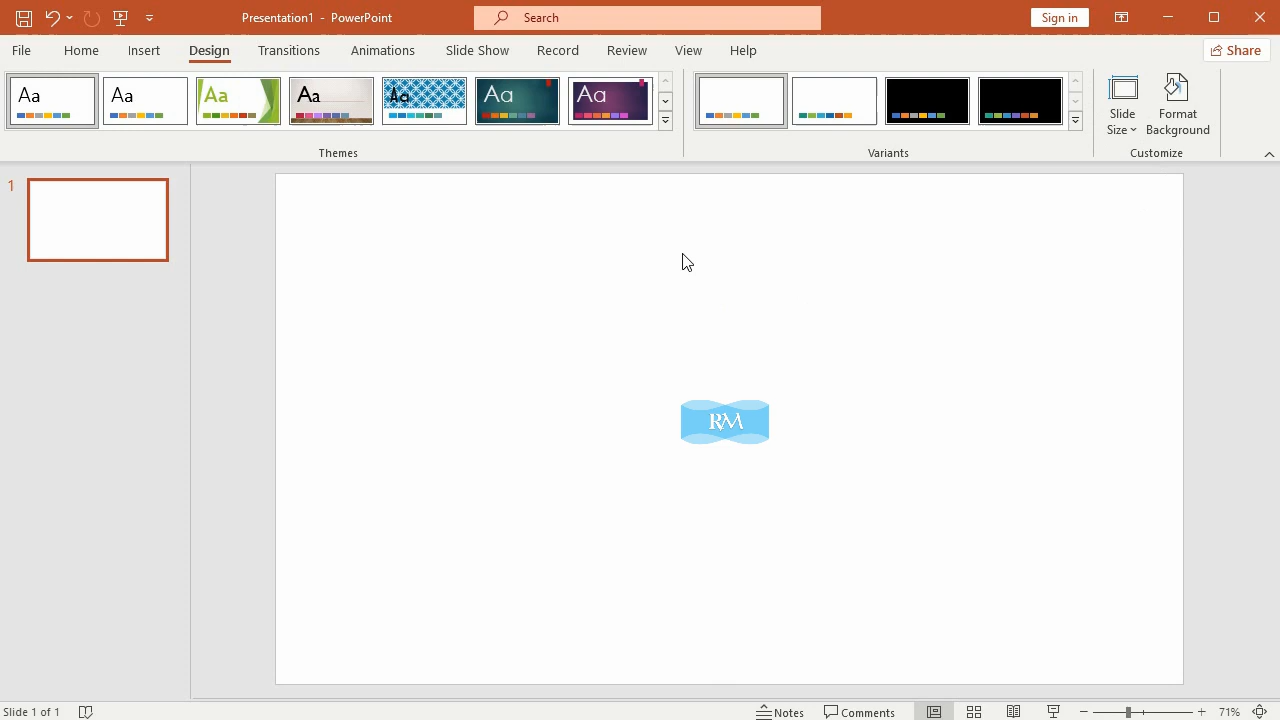 Presentation1 - PowerPoint
Search
Sign in
File Home Insert Design Transitions Animations Slide Show Record Review View Help
Share
Aa Aa Aa Aa Aa Aa Aa
Slide Size
Format Background
Themes
Variants
Customize
1
RM
Slide 1 of 1
Notes
Comments
71%